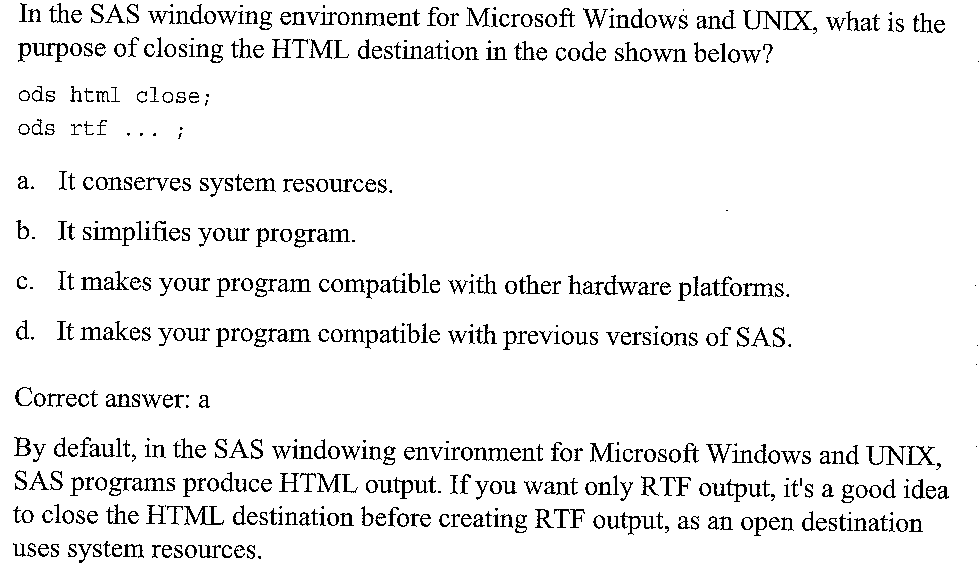 In the SAS windowing environment for Microsoft Windows and UNIX, what is the
purpose of closing the HTML destination in the code shown below?
ods html close;
ods rtf ... ;
a. It conserves system resources.
b. It simplifies your program.
c. It makes your program compatible with other hardware platforms.
d. It makes your program compatible with previous versions of SAS.
Correct answer: a
By default, in the SAS windowing environment for Microsoft Windows and UNIX,
SAS programs produce HTML output. If you want only RTF output, it's a good idea
to close the HTML destination before creating RTF output, as an open destination
uses system resources.